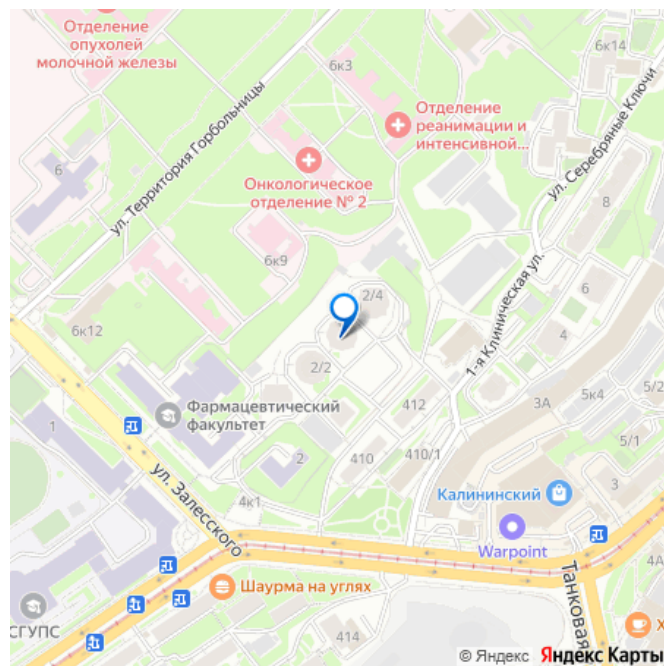 Отделение
опухолей
молочной железы
6к3
6к14
Отделение
реанимации и
интенсивной...
ул. Территория Горбольницы
ул. Серебряные Ключи
6
Онкологическое
отделение № 2
8
6к9
2/4
6
1-я Клиническая ул.
6к12
4
2/2
5/2
5к4
3А
Фармацевтический
факультет
412
5/1
410
410/1
2
ул. Залесского
4к1
Калининский
3
Warpoint
4А
Шаурма на углях
Танковая
СГУПС
414
Х
© Яндекс Яндекс Карты